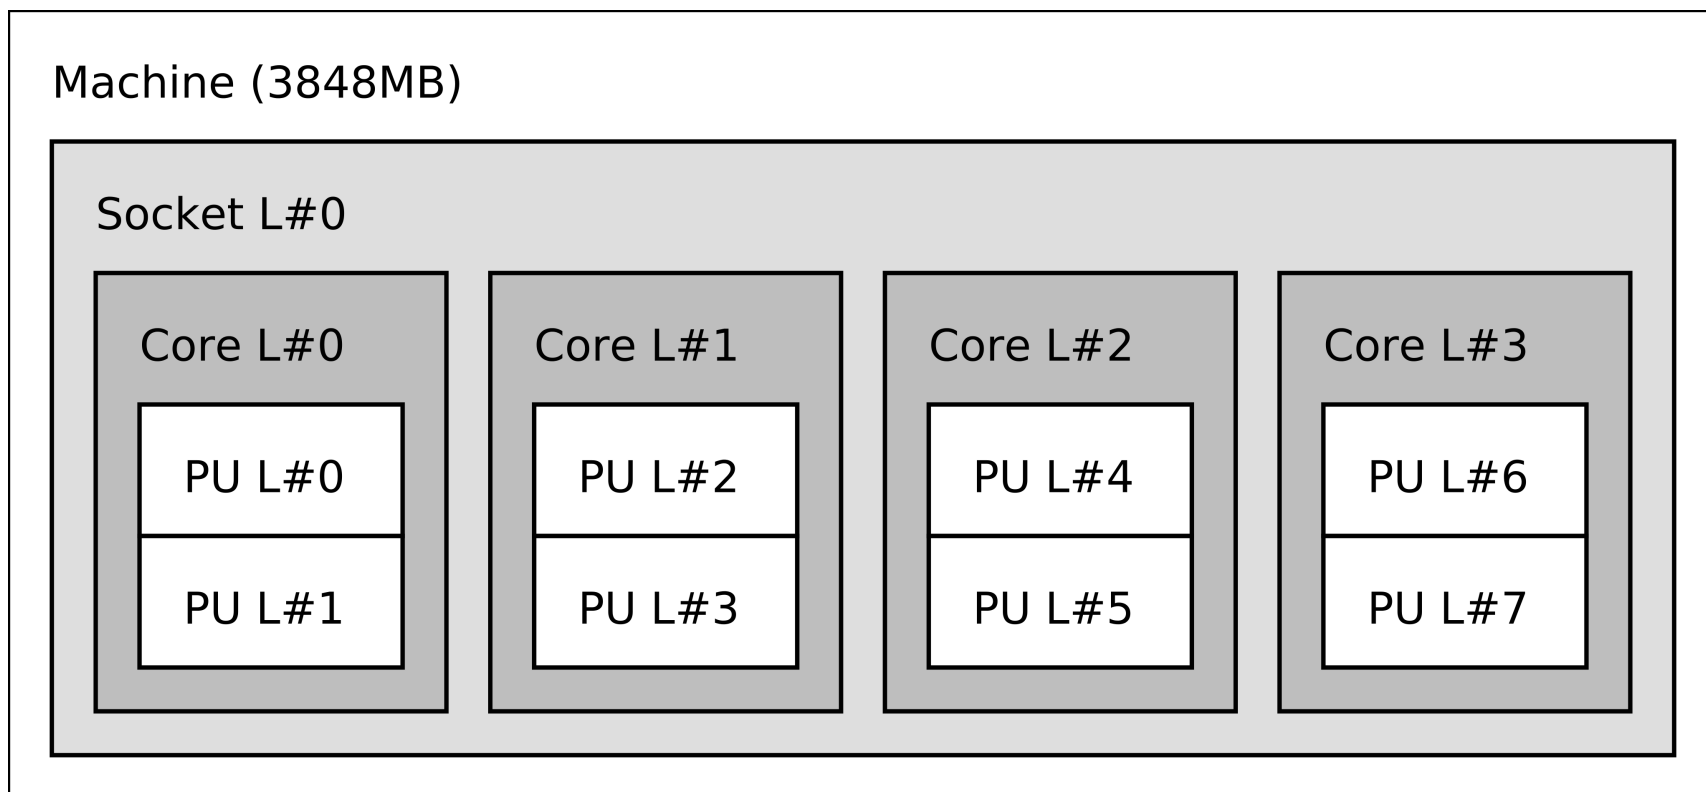 Machine (3848MB)
Socket L#0
Core L#0
PU L#0
PU L#1
Core L#1
PU L#2
PU L#3
Core L#2
PU L#4
PU L#5
Core L#3
PU L#6
PU L#7